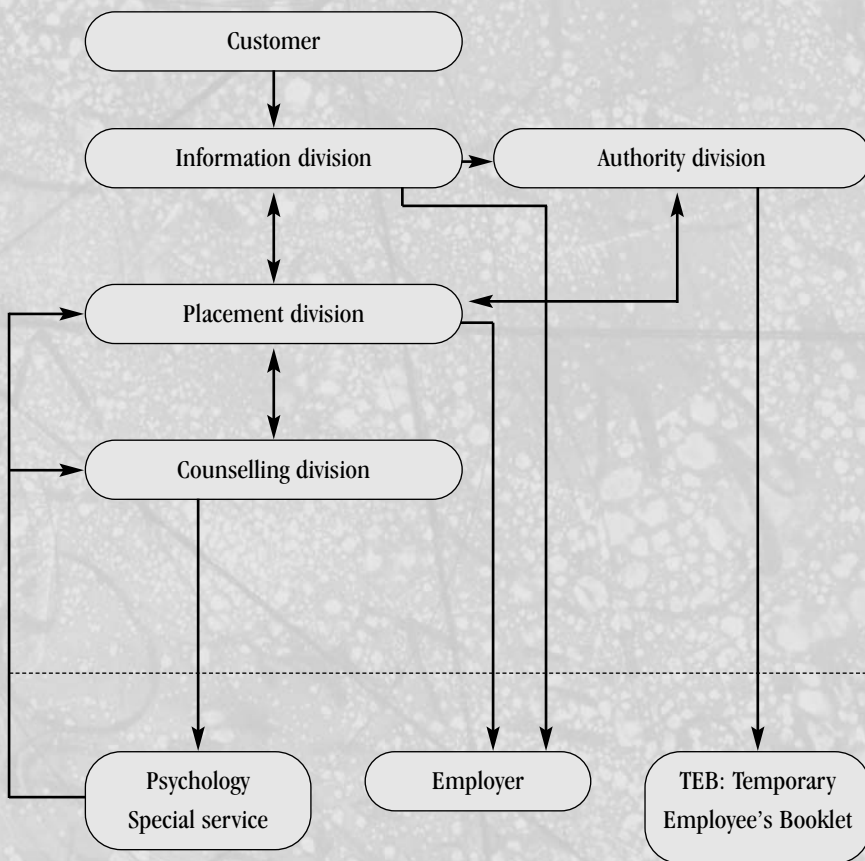 Customer
Information division
Authority division
Placement division
Counselling division
Psychology
Special service
Employer
TEB: Temporary
Employee's Booklet